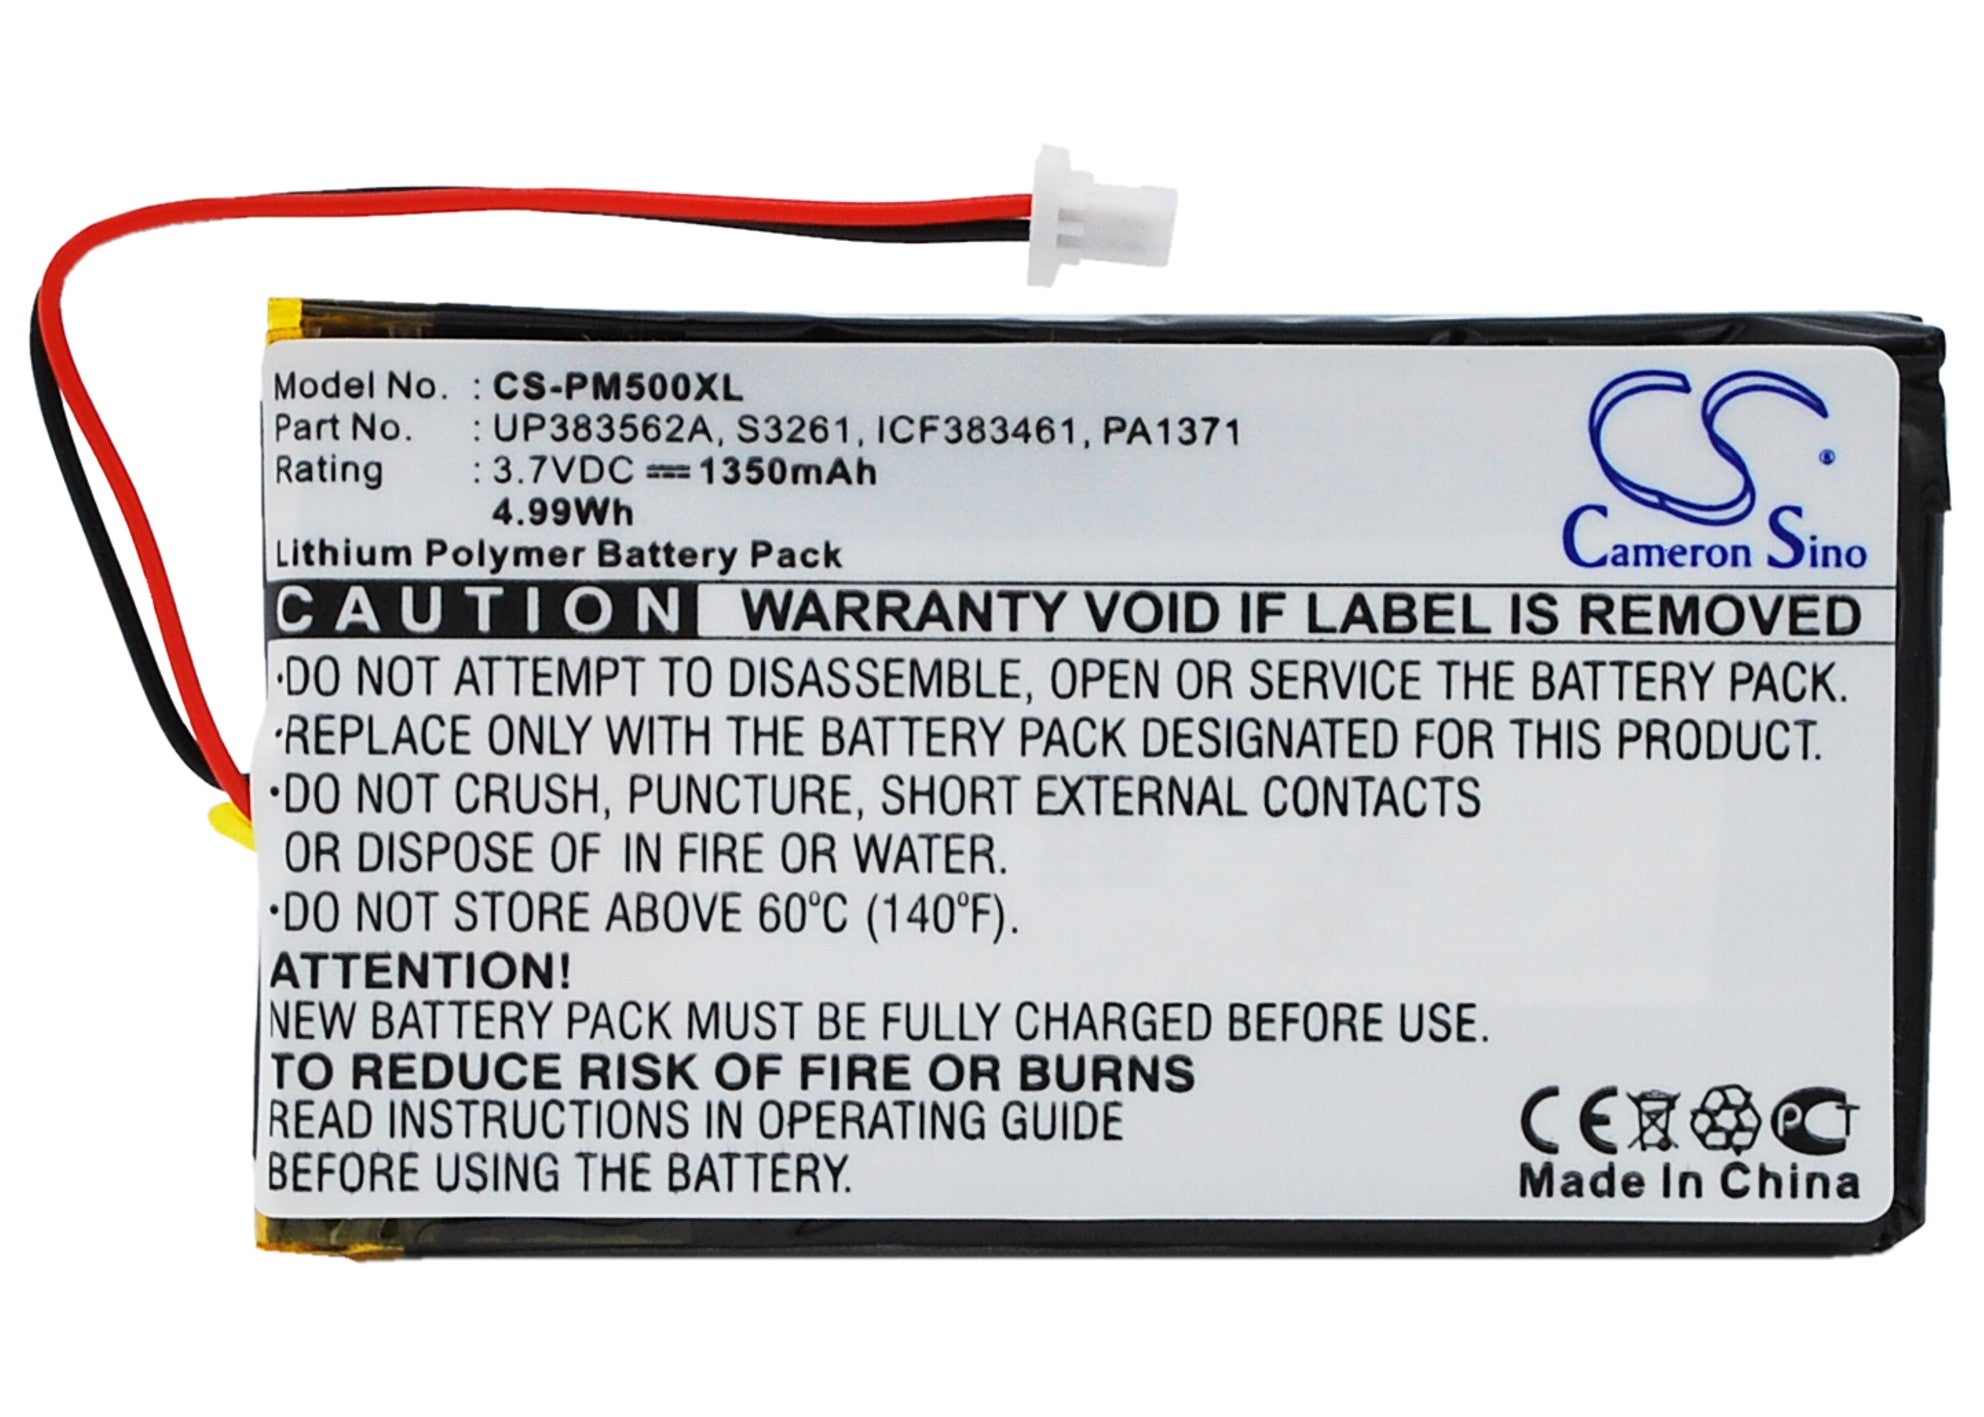 Model No. : CS-PM500XL
Part No. : UP383562A, S3261, ICF383461, PA1371
Rating : 3.7VDC ⎓ 1350mAh
4.99Wh
Lithium Polymer Battery Pack
CS ®
Cameron Sino
CAUTION WARRANTY VOID IF LABEL IS REMOVED
·DO NOT ATTEMPT TO DISASSEMBLE, OPEN OR SERVICE THE BATTERY PACK.
·REPLACE ONLY WITH THE BATTERY PACK DESIGNATED FOR THIS PRODUCT.
·DO NOT CRUSH, PUNCTURE, SHORT EXTERNAL CONTACTS
OR DISPOSE OF IN FIRE OR WATER.
·DO NOT STORE ABOVE 60°C (140°F).
ATTENTION!
NEW BATTERY PACK MUST BE FULLY CHARGED BEFORE USE.
TO REDUCE RISK OF FIRE OR BURNS
READ INSTRUCTIONS IN OPERATING GUIDE
BEFORE USING THE BATTERY.
CE PCT
Made In China